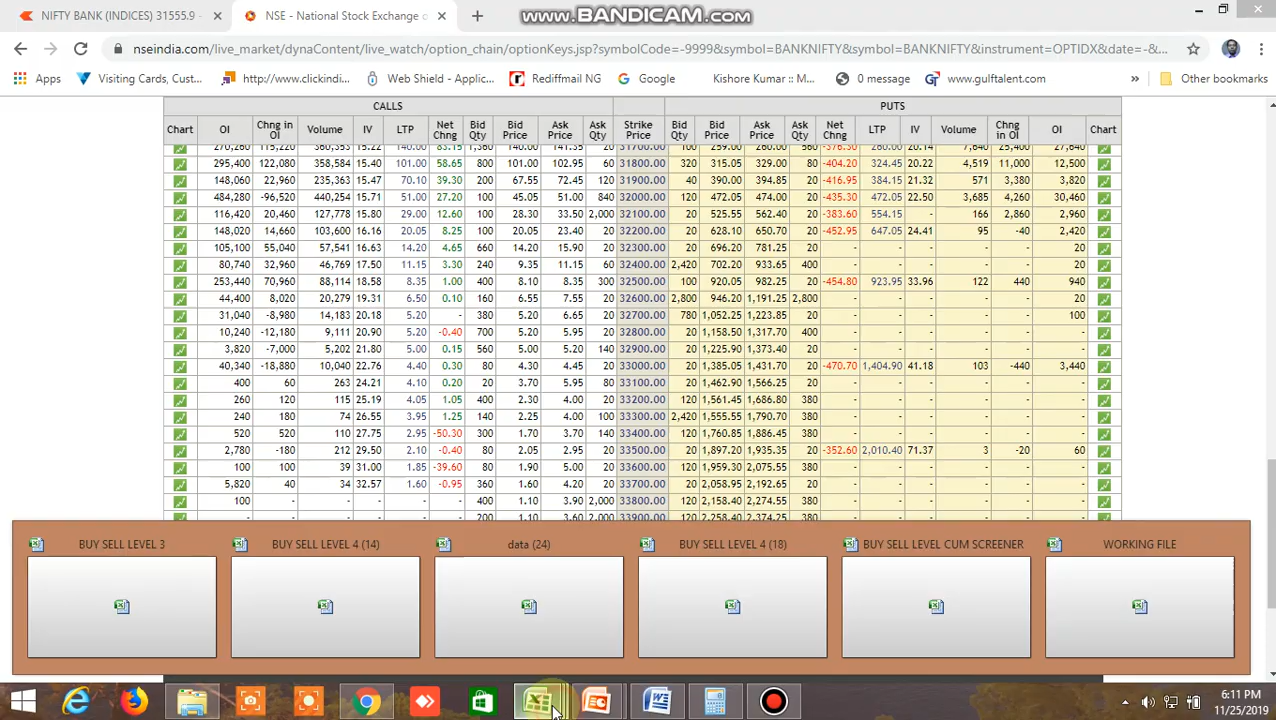 NIFTY BANK (INDICES) 31555.9
NSE - National Stock Exchange
www.BANDICAM.com
nseindia.com/live_market/dynaContent/live_watch/option_chain/optionKeys.jsp?symbolCode=-9999&symbol=BANKNIFTY&symbol=BANKNIFTY&instrument=OPTIDX&date=-&...
Apps Visiting Cards, Cust... http://www.clickindi... Web Shield - Applic... Rediffmail NG Google Kishore Kumar :: M... 0 message www.gulftalent.com » Other bookmarks
CALLS PUTS
Chart OI Chng in OI Volume IV LTP Net Chng Bid Qty Bid Price Ask Price Ask Qty Strike Price Bid Qty Bid Price Ask Price Ask Qty Net Chng LTP IV Volume Chng in OI OI Chart
295,400 122,080 358,584 15.40 101.00 58.65 800 101.00 102.95 60 31800.00 320 315.05 329.00 80 -404.20 324.45 20.22 4,519 11,000 12,500
148,060 22,960 235,363 15.47 70.10 39.30 200 67.55 72.45 120 31900.00 40 390.00 394.85 20 -416.95 384.15 21.32 571 3,380 3,820
484,280 -96,520 440,254 15.71 51.00 27.20 100 45.05 51.00 840 32000.00 120 472.05 474.00 20 -435.30 472.05 22.50 3,685 4,260 30,460
116,420 20,460 127,778 15.80 29.00 12.60 100 28.30 33.50 2,000 32100.00 20 525.55 562.40 20 -383.60 554.15 - 166 2,860 2,960
148,020 14,660 103,600 16.16 20.05 8.25 100 20.05 23.40 20 32200.00 20 628.10 650.70 20 -452.95 647.05 24.41 95 -40 2,420
105,100 55,040 57,541 16.63 14.20 4.65 660 14.20 15.90 20 32300.00 20 696.20 781.25 20 - - - - - 20
80,740 32,960 46,769 17.50 11.15 3.30 240 9.35 11.15 60 32400.00 2,420 702.20 933.65 400 - - - - - 20
253,440 70,960 88,114 18.58 8.35 1.00 400 8.10 8.35 300 32500.00 100 920.05 982.25 20 -454.80 923.95 33.96 122 440 940
44,400 8,020 20,279 19.31 6.50 0.10 160 6.55 7.55 20 32600.00 2,800 946.20 1,191.25 2,800 - - - - - 20
31,040 -8,980 14,183 20.18 5.20 - 380 5.20 6.65 20 32700.00 780 1,052.25 1,223.85 20 - - - - - 100
10,240 -12,180 9,111 20.90 5.20 -0.40 700 5.20 5.95 20 32800.00 20 1,158.50 1,317.70 400 - - - - - -
3,820 -7,000 5,202 21.80 5.00 0.15 560 5.00 5.20 140 32900.00 20 1,225.90 1,373.40 20 - - - - - -
40,340 -18,880 10,040 22.76 4.40 0.30 80 4.30 4.45 20 33000.00 20 1,385.05 1,431.70 20 -470.70 1,404.90 41.18 103 -440 3,440
400 60 263 24.21 4.10 0.20 20 3.70 5.95 80 33100.00 20 1,462.90 1,566.25 20 - - - - - -
260 120 115 25.19 4.05 1.05 400 2.30 4.00 20 33200.00 120 1,561.45 1,686.80 380 - - - - - -
240 180 74 26.55 3.95 1.25 140 2.25 4.00 100 33300.00 2,420 1,555.55 1,790.70 380 - - - - - -
520 520 110 27.75 2.95 -50.30 300 1.70 3.70 140 33400.00 120 1,760.85 1,886.45 380 - - - - - -
2,780 -180 212 29.50 2.10 -0.40 80 2.05 2.95 20 33500.00 120 1,897.20 1,935.35 20 -352.60 2,010.40 71.37 3 -20 60
100 100 39 31.00 1.85 -39.60 80 1.90 5.00 20 33600.00 120 1,959.30 2,075.55 120 - - - - - -
5,820 40 34 32.57 1.60 -0.95 360 1.60 4.20 20 33700.00 120 2,058.95 2,192.65 20 - - - - - -
100 - - - - - 400 1.10 3.90 2,000 33800.00 120 2,158.40 2,274.55 380 - - - - - -
- - - - - - 200 1.10 3.60 2,000 33900.00 120 2,258.40 2,374.25 380 - - - - - -
BUY SELL LEVEL 3 BUY SELL LEVEL 4 (14) data (24) BUY SELL LEVEL 4 (18) BUY SELL LEVEL CUM SCREENER WORKING FILE
6:11 PM
11/25/2019